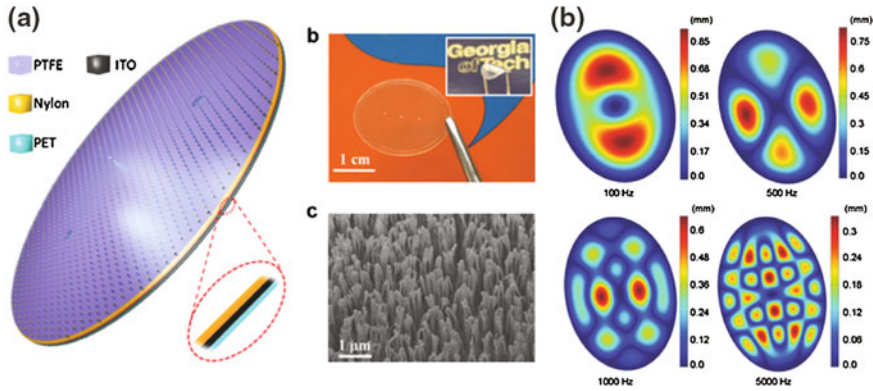 (a)
PTFE ITO
Nylon
PET
b
Georgia
of Tech
1 cm
c
1 μm
(b)
(mm)
0.85
0.68
0.51
0.34
0.17
0.0
100 Hz
(mm)
0.75
0.60
0.45
0.30
0.15
0.0
500 Hz
(mm)
0.6
0.48
0.36
0.24
0.12
0.0
1000 Hz
(mm)
0.3
0.24
0.18
0.12
0.06
0.0
5000 Hz